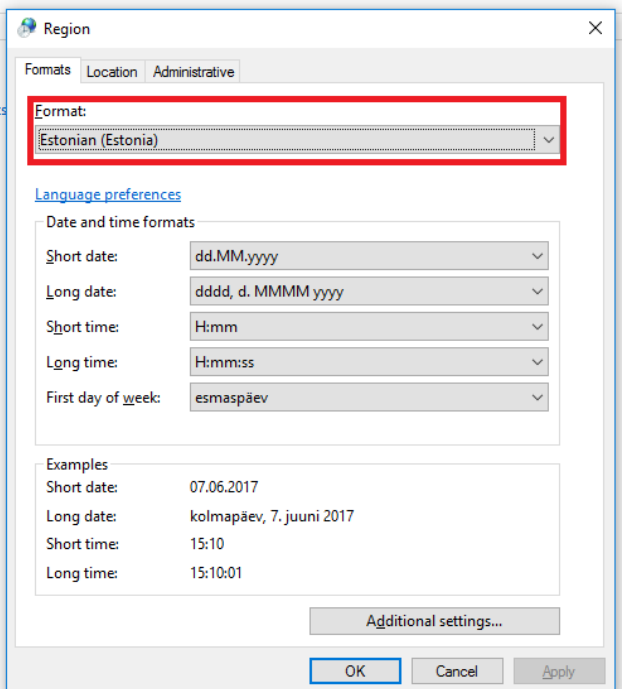 Region
Formats Location Administrative
Format:
Estonian (Estonia)
Language preferences
Date and time formats
Short date: dd.MM.yyyy
Long date: dddd, d. MMMM yyyy
Short time: H:mm
Long time: H:mm:ss
First day of week: esmaspäev
Examples
Short date: 07.06.2017
Long date: kolmapäev, 7. juuni 2017
Short time: 15:10
Long time: 15:10:01
Additional settings...
OK Cancel Apply